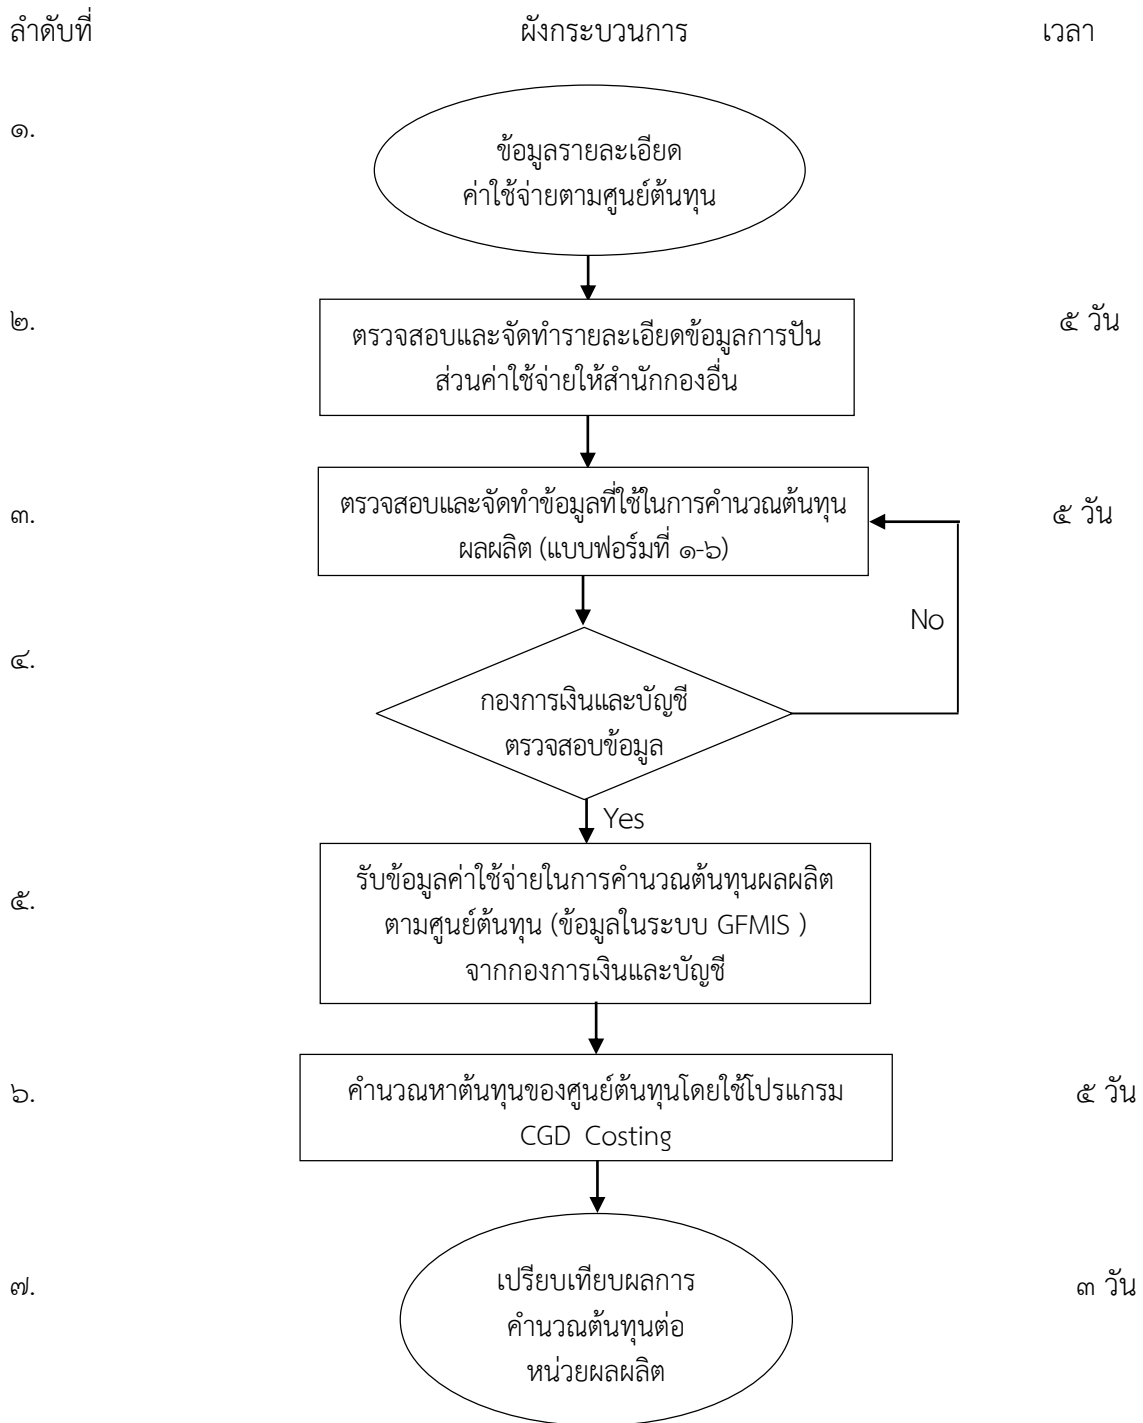 ลำดับที่ ผังกระบวนการ เวลา
๑.
ข้อมูลรายละเอียด
ค่าใช้จ่ายตามศูนย์ต้นทุน
๒. ๕ วัน
ตรวจสอบและจัดทำรายละเอียดข้อมูลการปัน
ส่วนค่าใช้จ่ายให้สำนักกองอื่น
๓. ๕ วัน
ตรวจสอบและจัดทำข้อมูลที่ใช้ในการคำนวณต้นทุน
ผลผลิต (แบบฟอร์มที่ ๑-๖)
No
๔.
กองการเงินและบัญชี
ตรวจสอบข้อมูล
Yes
๕.
รับข้อมูลค่าใช้จ่ายในการคำนวณต้นทุนผลผลิต
ตามศูนย์ต้นทุน (ข้อมูลในระบบ GFMIS )
จากกองการเงินและบัญชี
๖. ๕ วัน
คำนวณหาต้นทุนของศูนย์ต้นทุนโดยใช้โปรแกรม
CGD Costing
๗. ๓ วัน
เปรียบเทียบผลการ
คำนวณต้นทุนต่อ
หน่วยผลผลิต